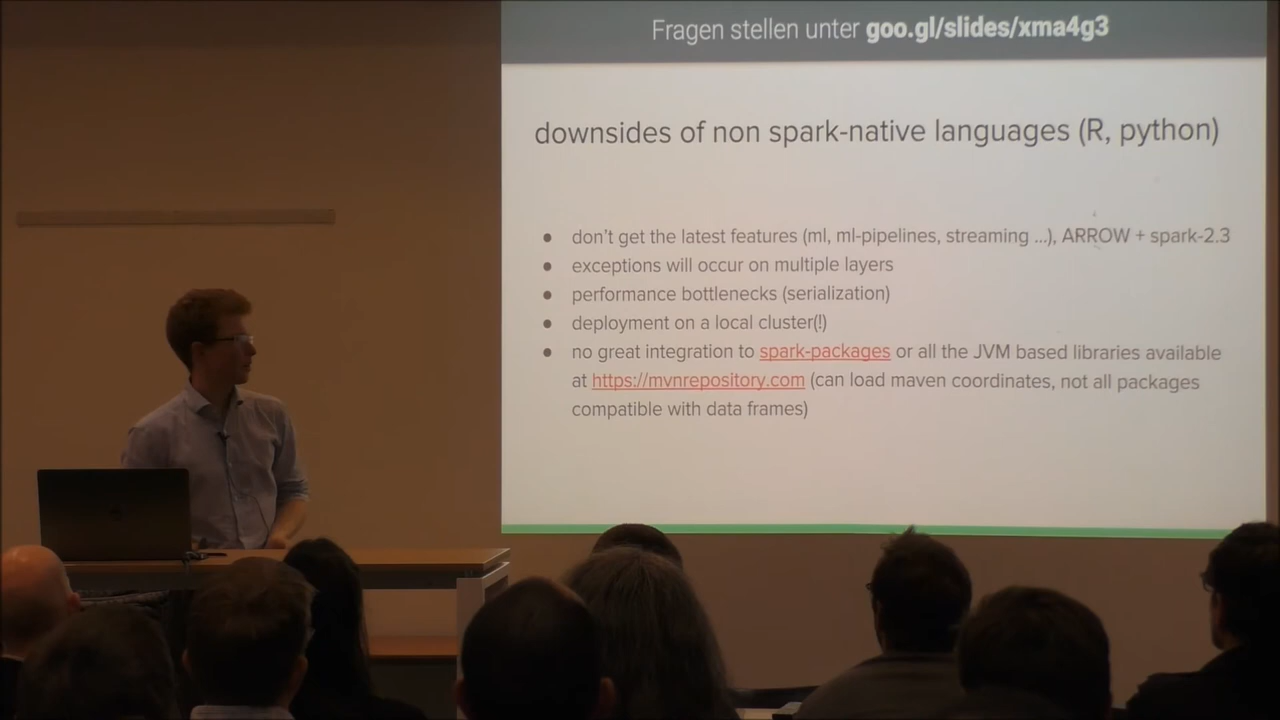 Fragen stellen unter goo.gl/slides/xma4g3
downsides of non spark-native languages (R, python)
● don't get the latest features (ml, ml-pipelines, streaming ...), ARROW + spark-2.3
● exceptions will occur on multiple layers
● performance bottlenecks (serialization)
● deployment on a local cluster(!)
● no great integration to spark-packages or all the JVM based libraries available
at https://mvnrepository.com (can load maven coordinates, not all packages
compatible with data frames)